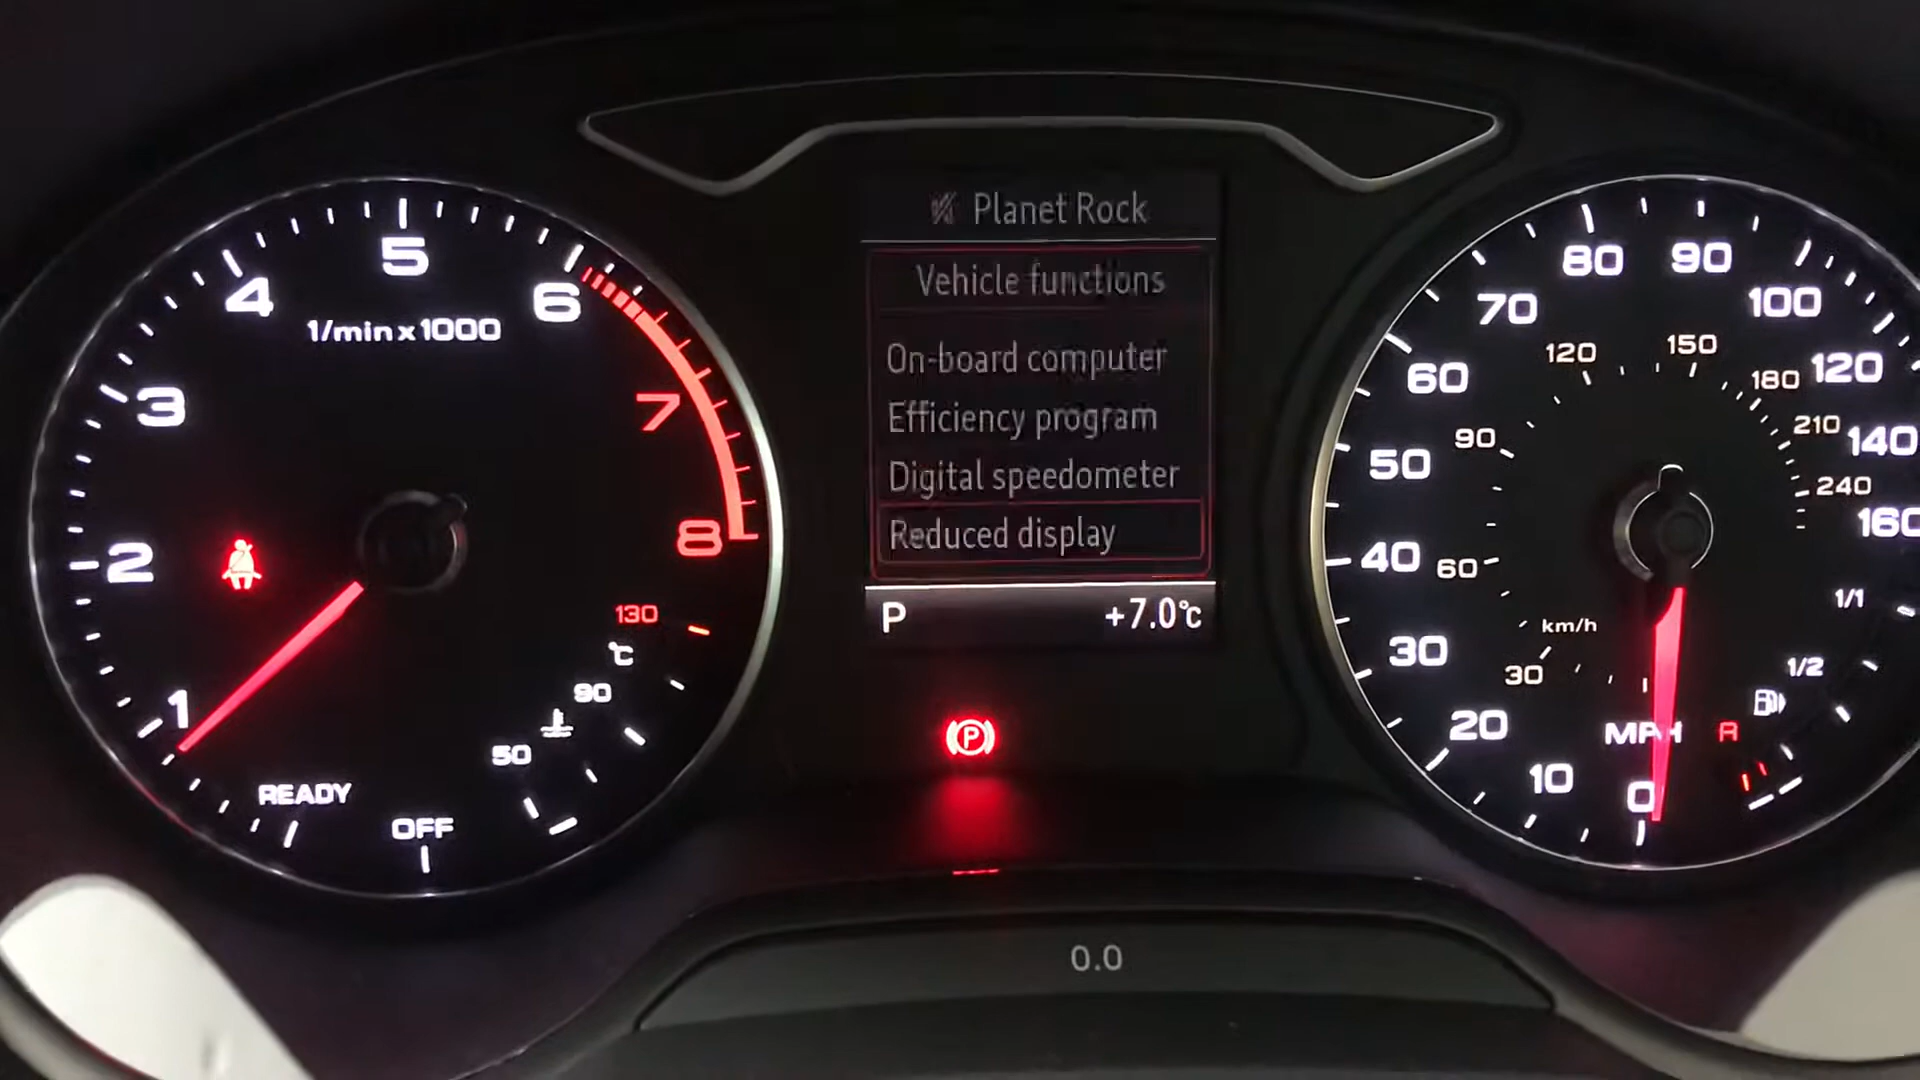 Planet Rock
Vehicle functions
On-board computer
Efficiency program
Digital speedometer
Reduced display
P +7.0°C
P
0.0
1
2
3
4
5
6
7
8
1/min x 1000
READY
OFF
50
90
130
°C
0
10
20
30
40
50
60
70
80
90
100
120
140
160
30
60
90
120
150
180
210
240
km/h
MPH
R
1/2
1/1